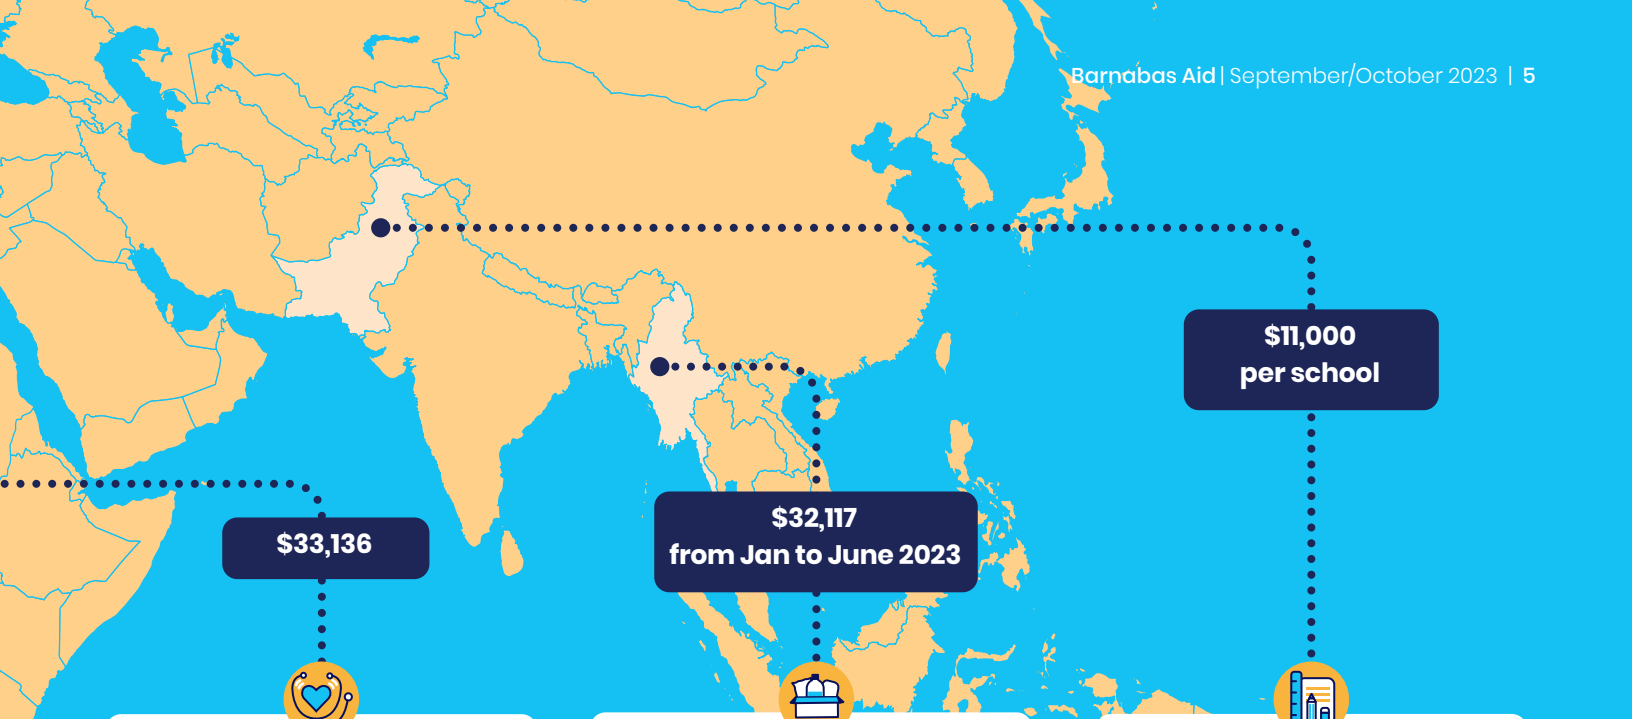 Barnabas Aid | September/October 2023 | 5
$11,000
per school
$32,117
from Jan to June 2023
$33,136